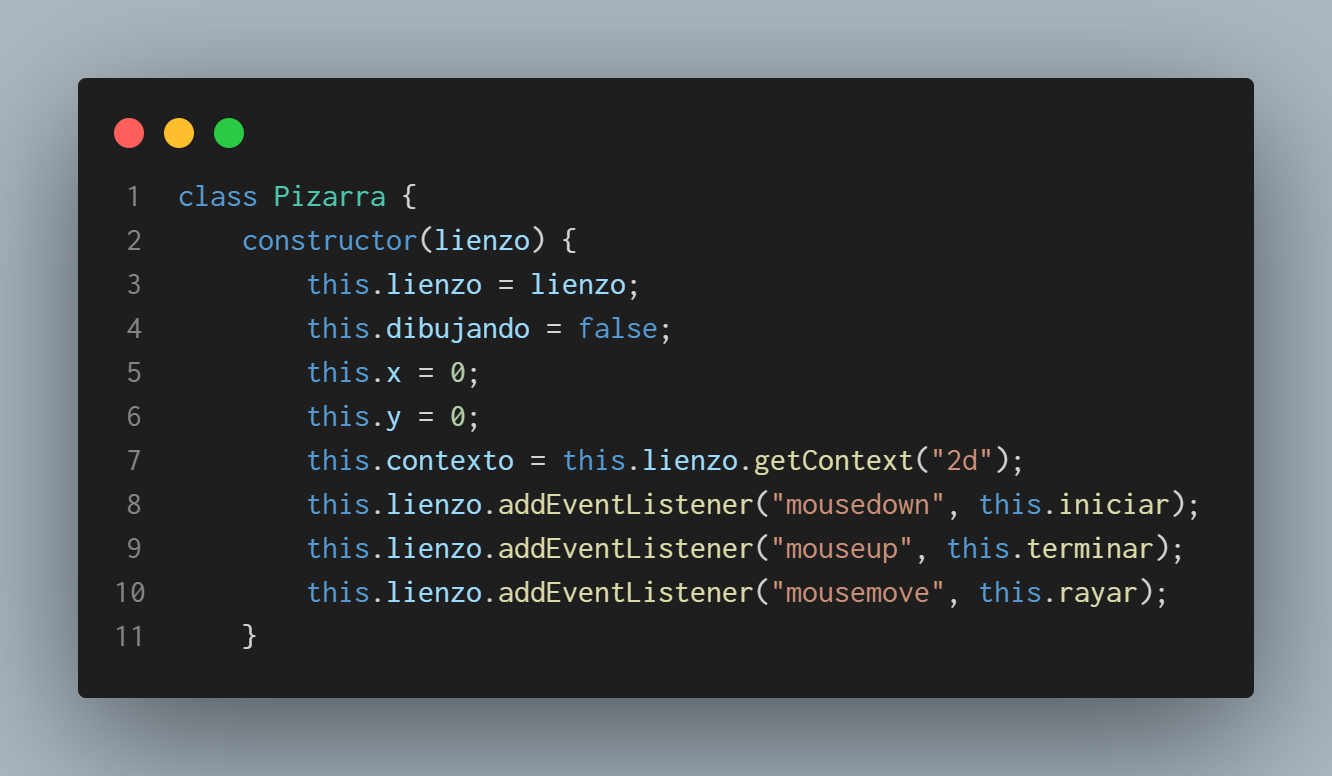 1 class Pizarra {
2     constructor(lienzo) {
3         this.lienzo = lienzo;
4         this.dibujando = false;
5         this.x = 0;
6         this.y = 0;
7         this.contexto = this.lienzo.getContext("2d");
8         this.lienzo.addEventListener("mousedown", this.iniciar);
9         this.lienzo.addEventListener("mouseup", this.terminar);
10         this.lienzo.addEventListener("mousemove", this.rayar);
11     }